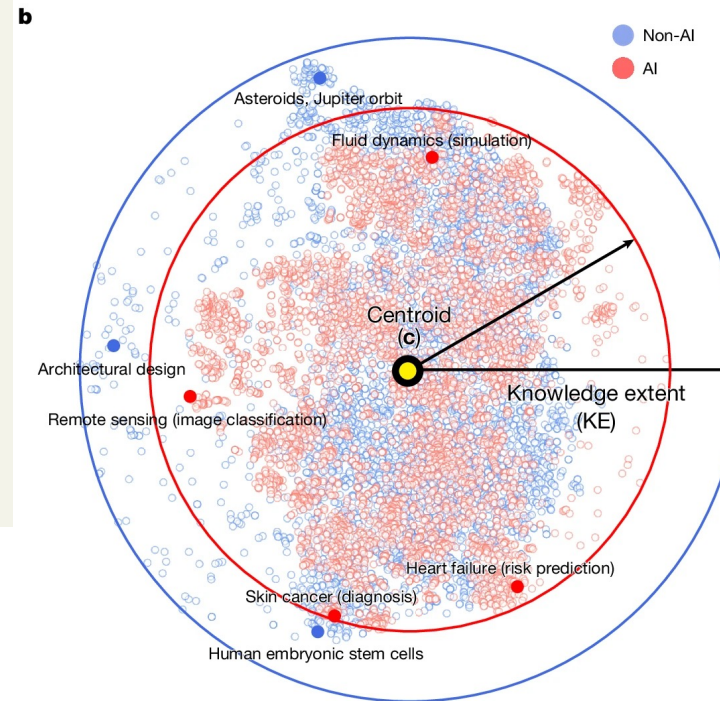 b
Non-AI
AI
Asteroids, Jupiter orbit
Fluid dynamics (simulation)
Centroid
(c)
Architectural design
Knowledge extent
(KE)
Remote sensing (image classification)
Heart failure (risk prediction)
Skin cancer (diagnosis)
Human embryonic stem cells